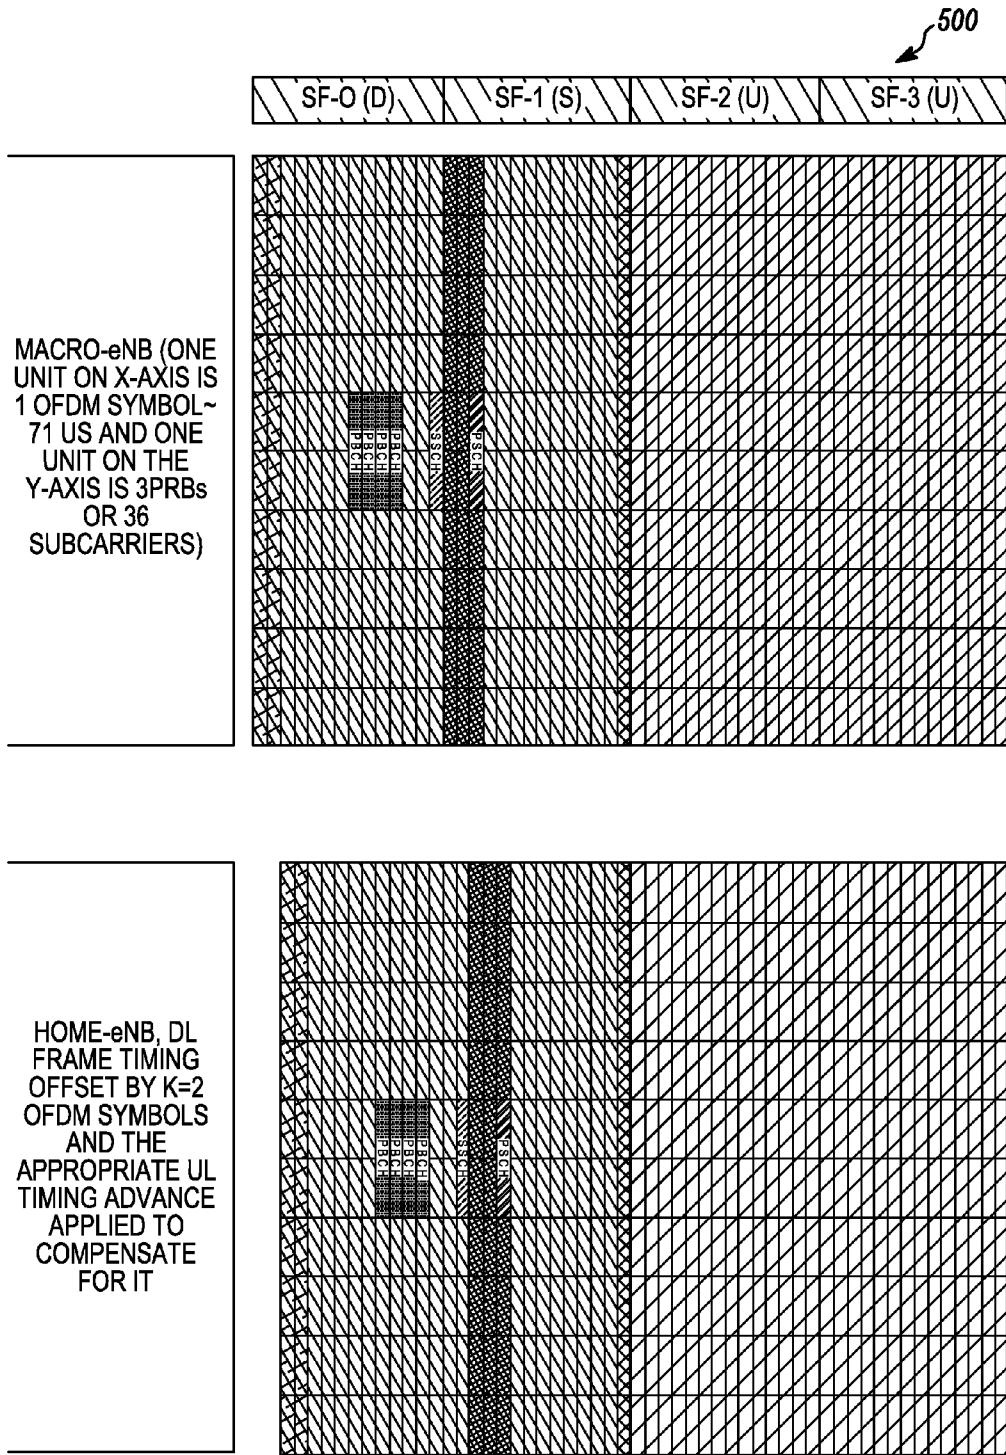 500
SF-0 (D) SF-1 (S) SF-2 (U) SF-3 (U)
MACRO-eNB (ONE
UNIT ON X-AXIS IS
1 OFDM SYMBOL~
71 US AND ONE
UNIT ON THE
Y-AXIS IS 3PRBs
OR 36
SUBCARRIERS)
PBCH
PBCH
PBCH
PBCH
SSCH
PSCH
HOME-eNB, DL
FRAME TIMING
OFFSET BY K=2
OFDM SYMBOLS
AND THE
APPROPRIATE UL
TIMING ADVANCE
APPLIED TO
COMPENSATE
FOR IT
PBCH
PBCH
PBCH
PBCH
SSCH
PSCH